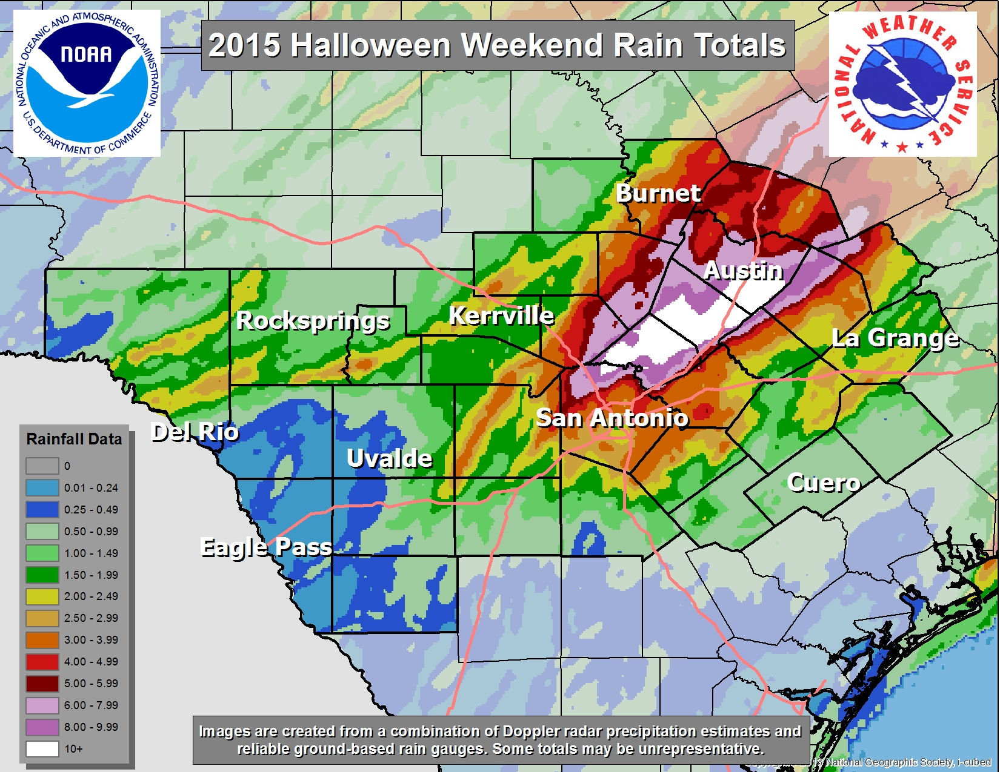 NATIONAL OCEANIC AND ATMOSPHERIC ADMINISTRATION
NOAA
U.S. DEPARTMENT OF COMMERCE
2015 Halloween Weekend Rain Totals
NATIONAL WEATHER SERVICE
Burnet
Austin
Rocksprings
Kerrville
La Grange
Del Rio
San Antonio
Uvalde
Cuero
Eagle Pass
Rainfall Data
0
0.01 - 0.24
0.25 - 0.49
0.50 - 0.99
1.00 - 1.49
1.50 - 1.99
2.00 - 2.49
2.50 - 2.99
3.00 - 3.99
4.00 - 4.99
5.00 - 5.99
6.00 - 7.99
8.00 - 9.99
10+
Images are created from a combination of Doppler radar precipitation estimates and
reliable ground-based rain gauges. Some totals may be unrepresentative.
National Geographic Society, i-cubed